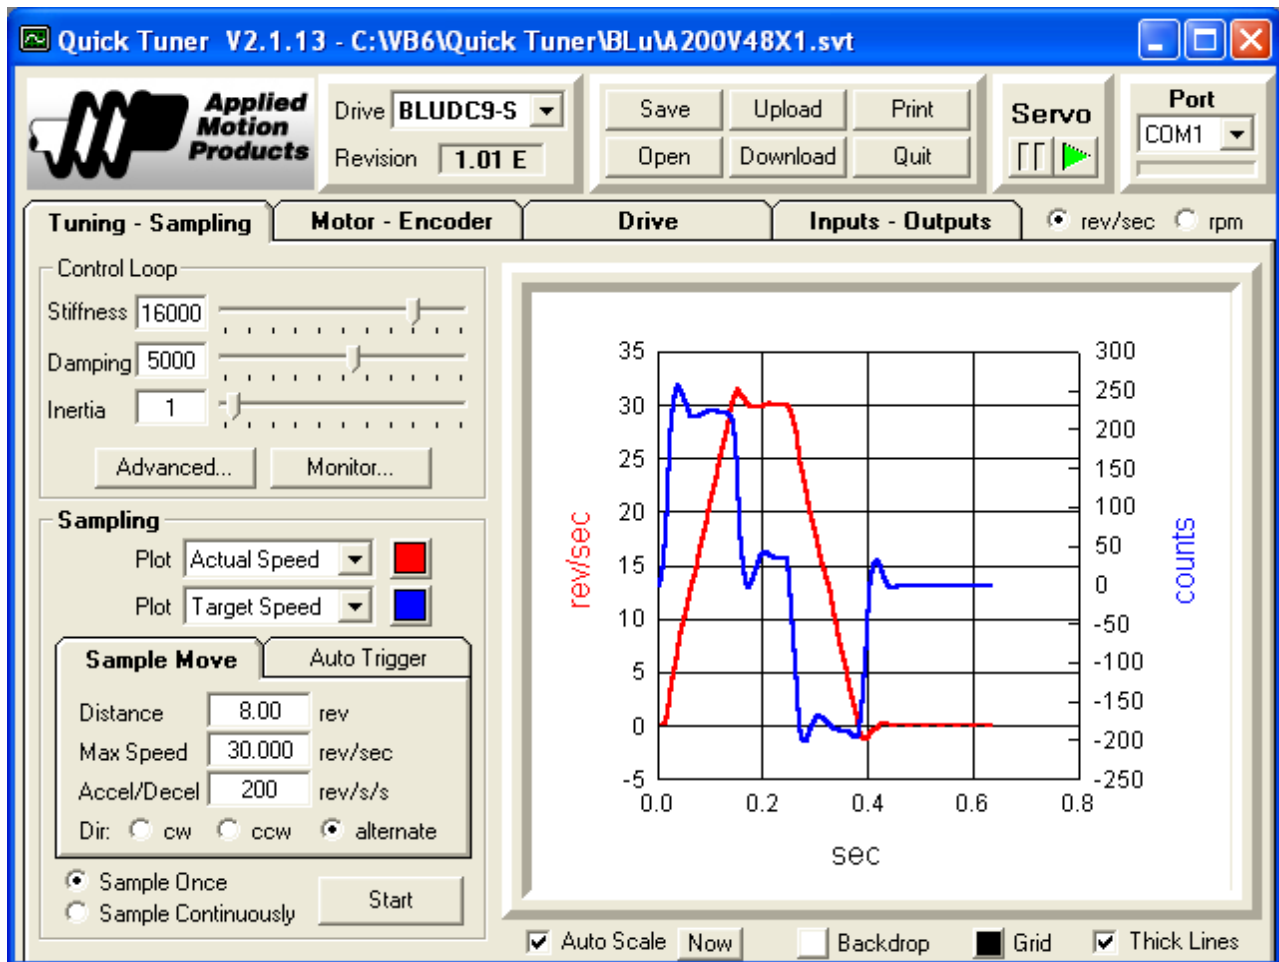 Quick Tuner V2.1.13 - C:\VB6\Quick Tuner\BLu\A200V48X1.svt
Applied
Motion
Products
Drive BLUDC9-S
Revision 1.01 E
Save Upload Print
Open Download Quit
Servo
Port
COM1
Tuning - Sampling Motor - Encoder Drive Inputs - Outputs rev/sec rpm
Control Loop
Stiffness 16000
Damping 5000
Inertia 1
Advanced... Monitor...
Sampling
Plot Actual Speed
Plot Target Speed
Sample Move Auto Trigger
Distance 8.00 rev
Max Speed 30.000 rev/sec
Accel/Decel 200 rev/s/s
Dir: cw ccw alternate
Sample Once
Sample Continuously
Start
rev/sec
35
30
25
20
15
10
5
0
-5
300
250
200
150
100
50
0
-50
-100
-150
-200
-250
counts
0.0 0.2 0.4 0.6 0.8
sec
Auto Scale Now Backdrop Grid Thick Lines